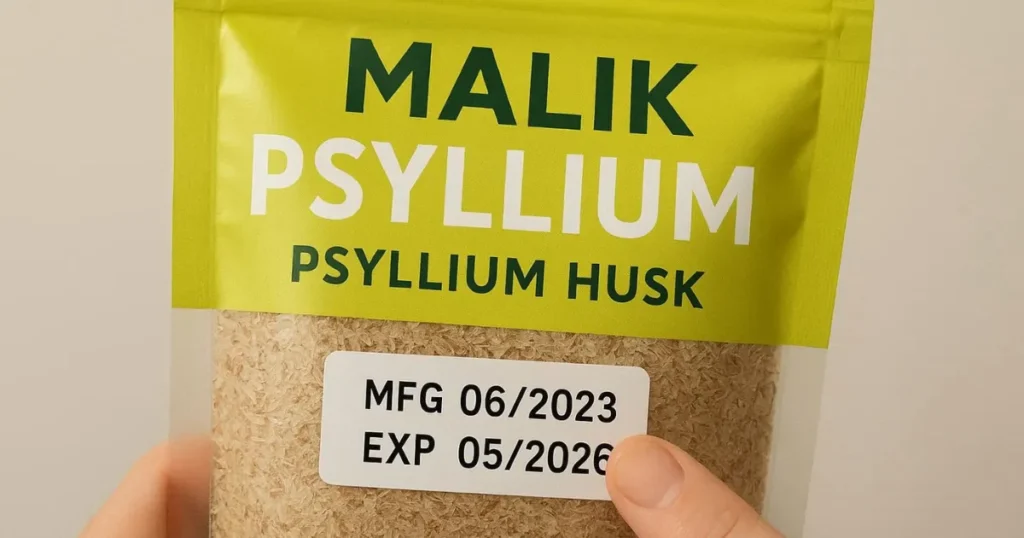 MALIK
PSYLLIUM
PSYLLIUM HUSK
MFG 06/2023
EXP 05/2026